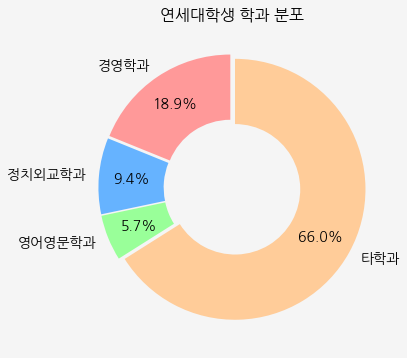 연세대학생 학과 분포
경영학과
18.9%
정치외교학과
9.4%
영어영문학과
5.7%
66.0%
타학과